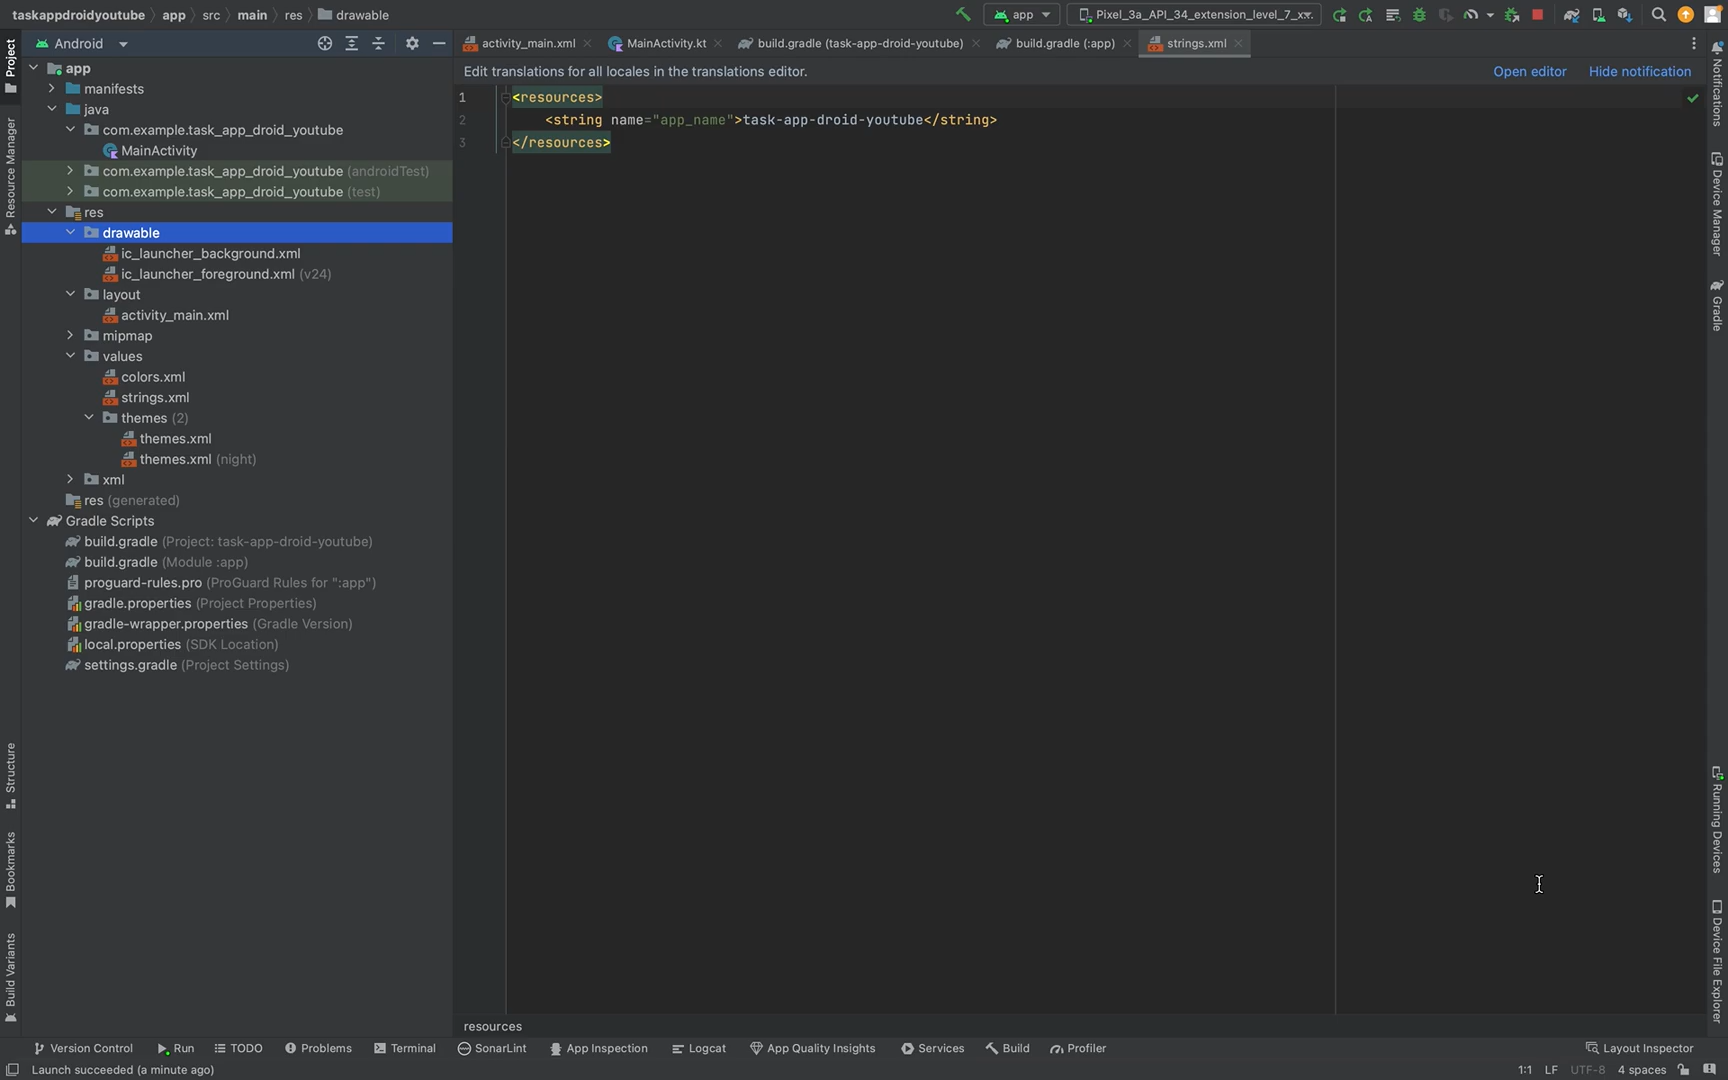 taskappdroidyoutube app src main res drawable
app Pixel_3a_API_34_extension_level_7_x...
Project
Resource Manager
Structure
Bookmarks
Build Variants
Android
app
manifests
java
com.example.task_app_droid_youtube
MainActivity
com.example.task_app_droid_youtube (androidTest)
com.example.task_app_droid_youtube (test)
res
drawable
ic_launcher_background.xml
ic_launcher_foreground.xml (v24)
layout
activity_main.xml
mipmap
values
colors.xml
strings.xml
themes (2)
themes.xml
themes.xml (night)
xml
res (generated)
Gradle Scripts
build.gradle (Project: task-app-droid-youtube)
build.gradle (Module :app)
proguard-rules.pro (ProGuard Rules for ":app")
gradle.properties (Project Properties)
gradle-wrapper.properties (Gradle Version)
local.properties (SDK Location)
settings.gradle (Project Settings)
activity_main.xml MainActivity.kt build.gradle (task-app-droid-youtube) build.gradle (:app) strings.xml
Edit translations for all locales in the translations editor. Open editor Hide notification
1 <resources>
2 <string name="app_name">task-app-droid-youtube</string>
3 </resources>
resources
Notifications
Device Manager
Gradle
Running Devices
Device File Explorer
Version Control Run TODO Problems Terminal SonarLint App Inspection Logcat App Quality Insights Services Build Profiler Layout Inspector
Launch succeeded (a minute ago) 1:1 LF UTF-8 4 spaces